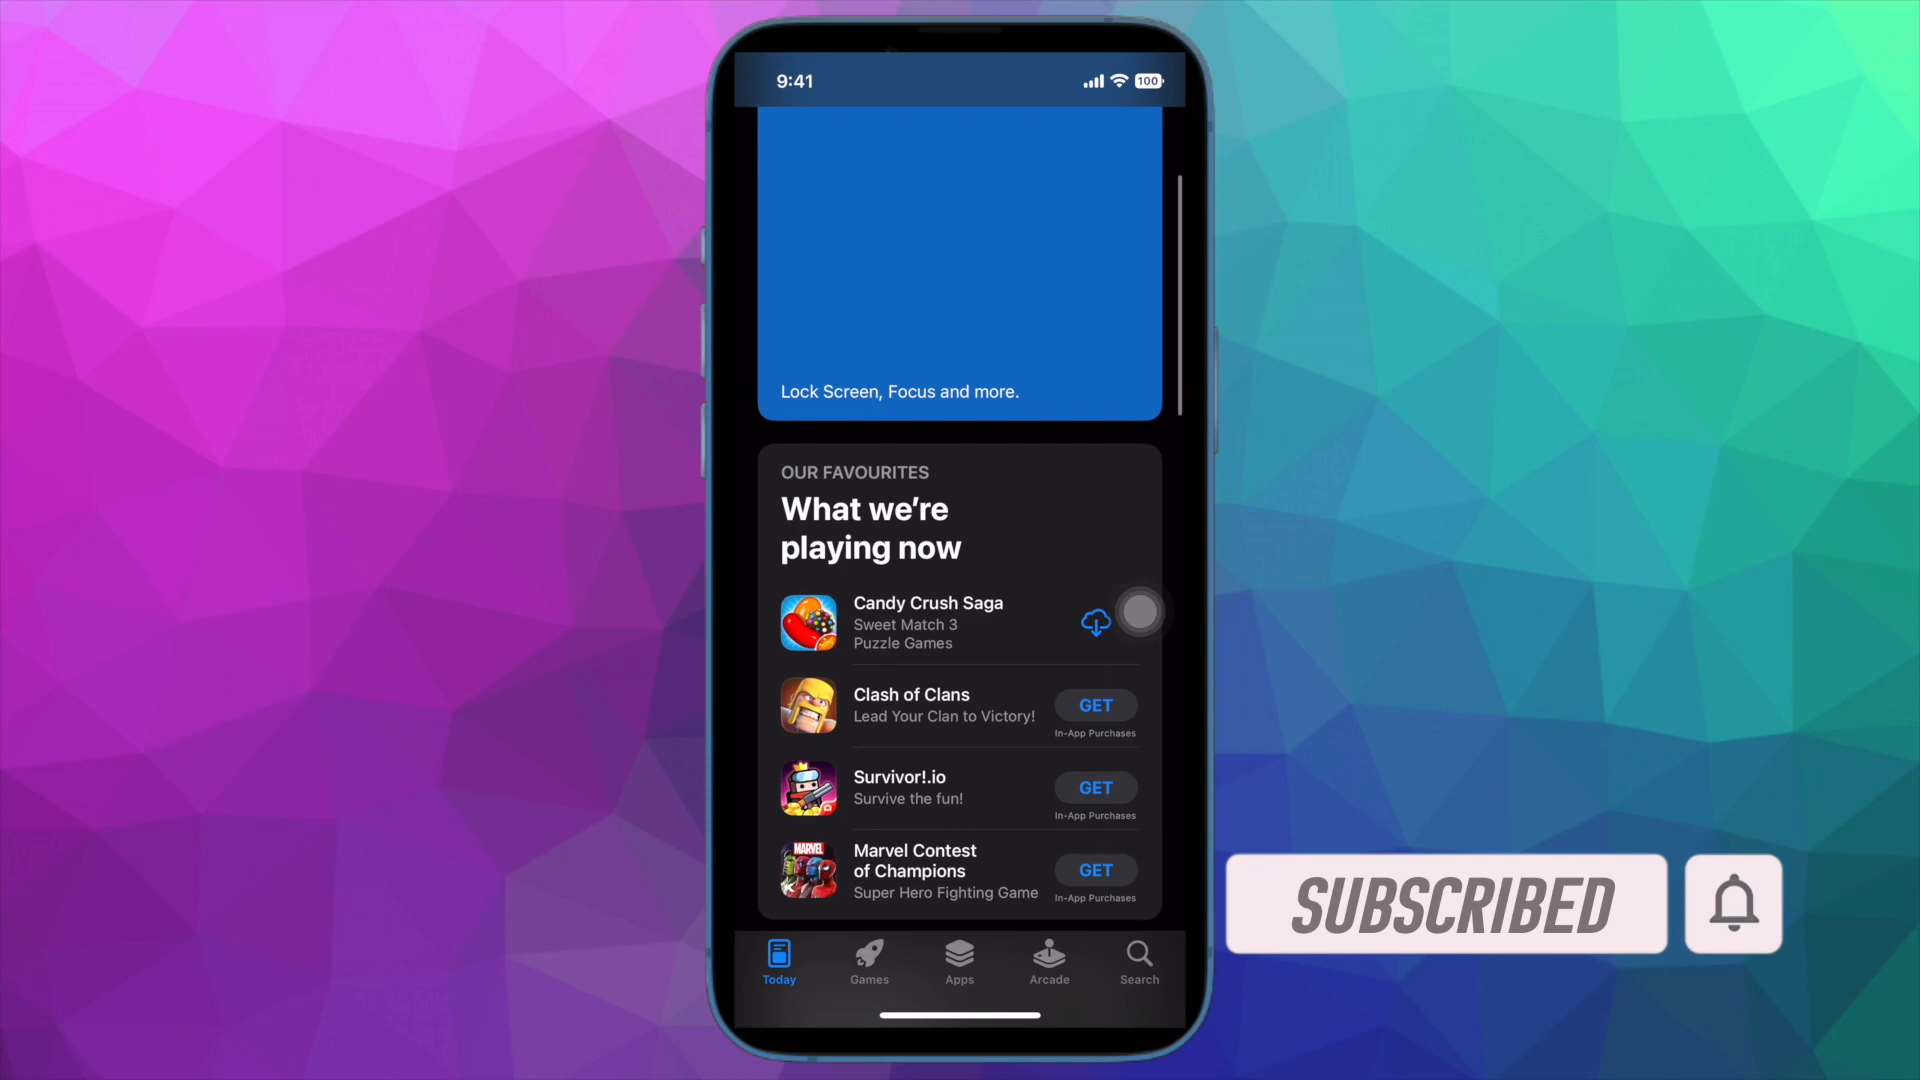 9:41
100
Lock Screen, Focus and more.
OUR FAVOURITES
What we're
playing now
Candy Crush Saga
Sweet Match 3
Puzzle Games
Clash of Clans
Lead Your Clan to Victory!
GET
In-App Purchases
Survivor!.io
Survive the fun!
GET
In-App Purchases
MARVEL
Marvel Contest
of Champions
Super Hero Fighting Game
GET
In-App Purchases
SUBSCRIBED
Today
Games
Apps
Arcade
Search